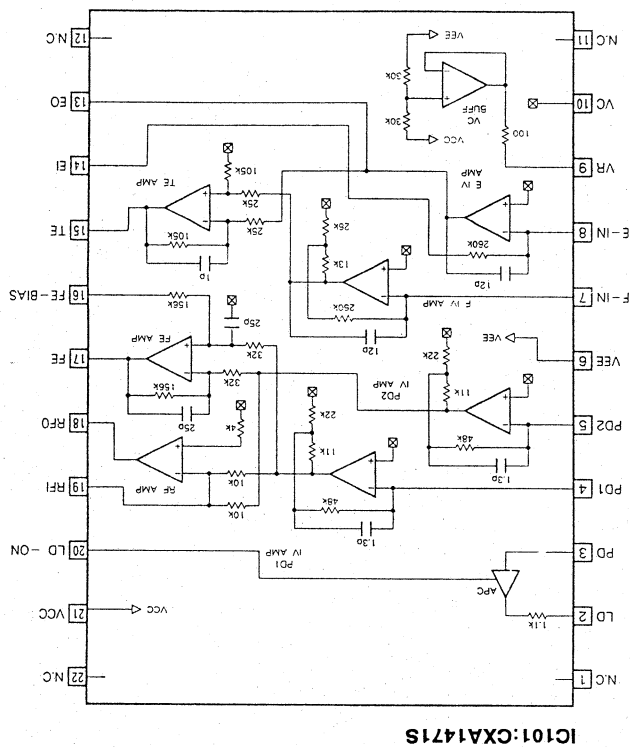 IC101:CXA1471S
N.C 1
22 N.C
LD 2
1.1k
VCC
21 VCC
APC
PD 3
PD1
IV AMP
20 LD-ON
1.3p
48k
10k
PD1 4
19 RFI
11k
10k
RF AMP
22k
4k
1.3p
48k
25p
156k
PD2 5
18 RF0
11k
PD2
IV AMP
32k
22k
32k
FE AMP
VEE 6
VEE
17 FE
25p
12p
156k
F-IN 7
F IV AMP
16 FE-BIAS
260k
1p
12p
13k
105k
260k
26k
E-IN 8
25k
15 TE
25k
TE AMP
105k
E IV
AMP
VR 9
14 EI
100
VCC
30k
VC
BUFF
VC 10
13 EO
30k
VEE
N.C 11
12 N.C